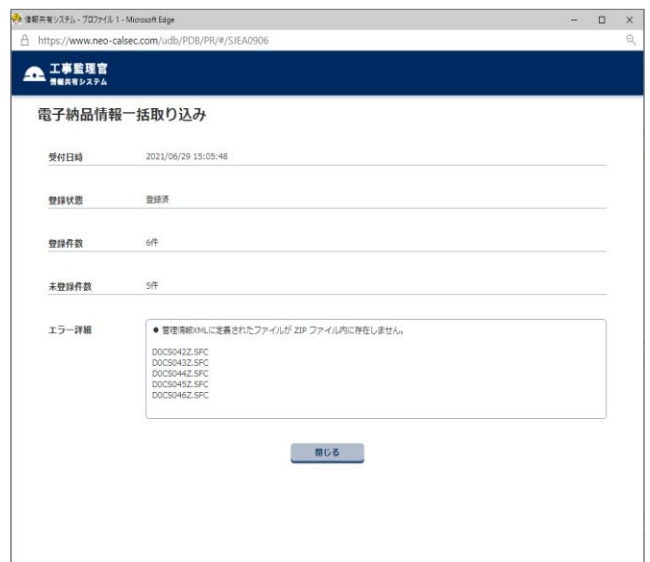 情報共有システム - プロファイル 1 - Microsoft Edge
https://www.neo-calsec.com/udb/PDB/PR/#/SJEA0906
工事監理官
情報共有システム
電子納品情報一括取り込み
受付日時 2021/06/29 15:05:48
登録状態 登録済
登録件数 6件
未登録件数 5件
エラー詳細 ● 管理情報XMLに定義されたファイルが ZIP ファイル内に存在しません。
D0CS042Z.SFC
D0CS043Z.SFC
D0CS044Z.SFC
D0CS045Z.SFC
D0CS046Z.SFC
閉じる